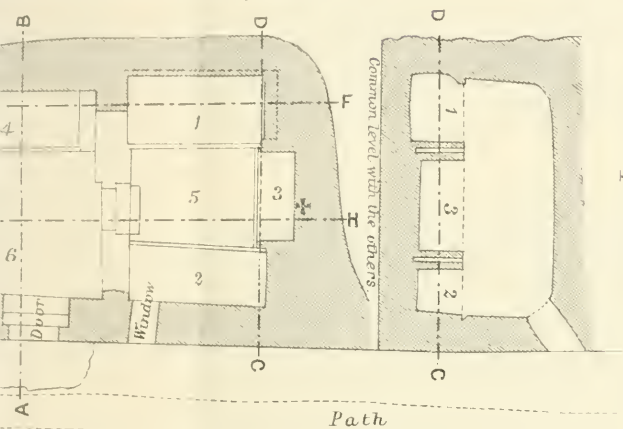 B
D
D
4
1
F
1
Common level with the others.
5
3
H
3
6
2
2
Door
Window
A
C
C
Path